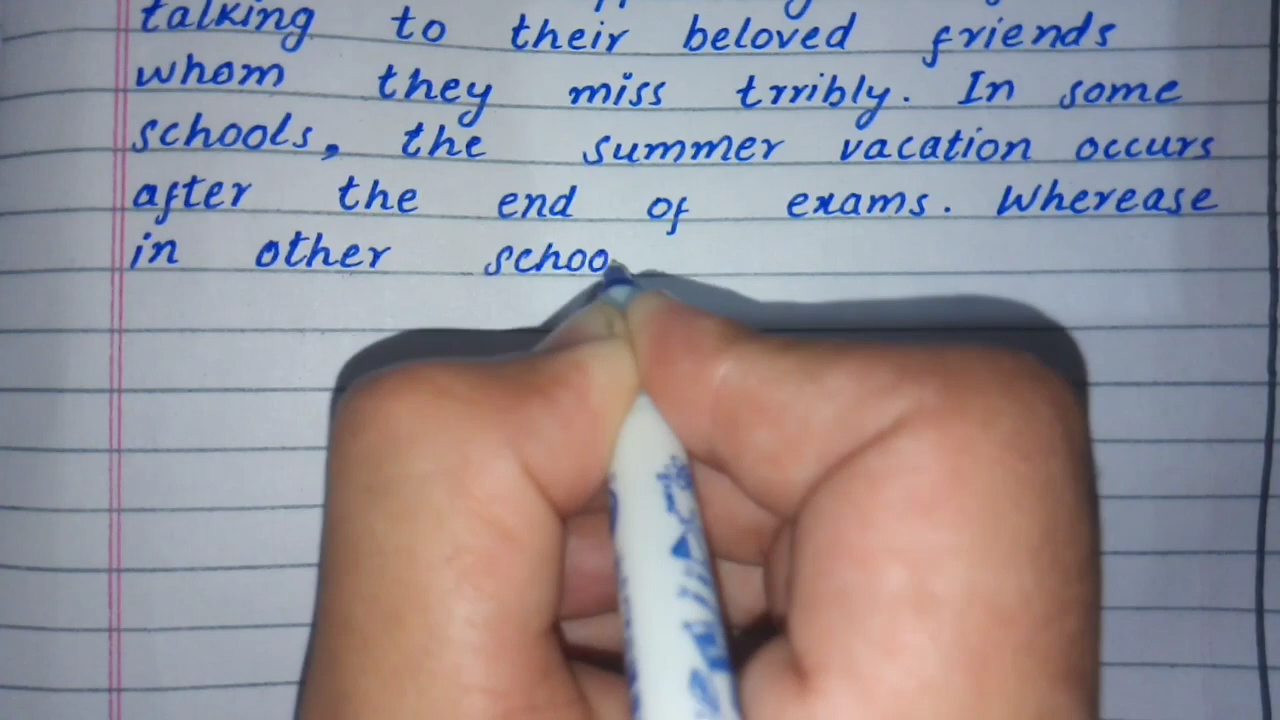 talking to their beloved friends
whom they miss trribly. In some
schools, the summer vacation occurs
after the end of exams. Wherease
in other schoo